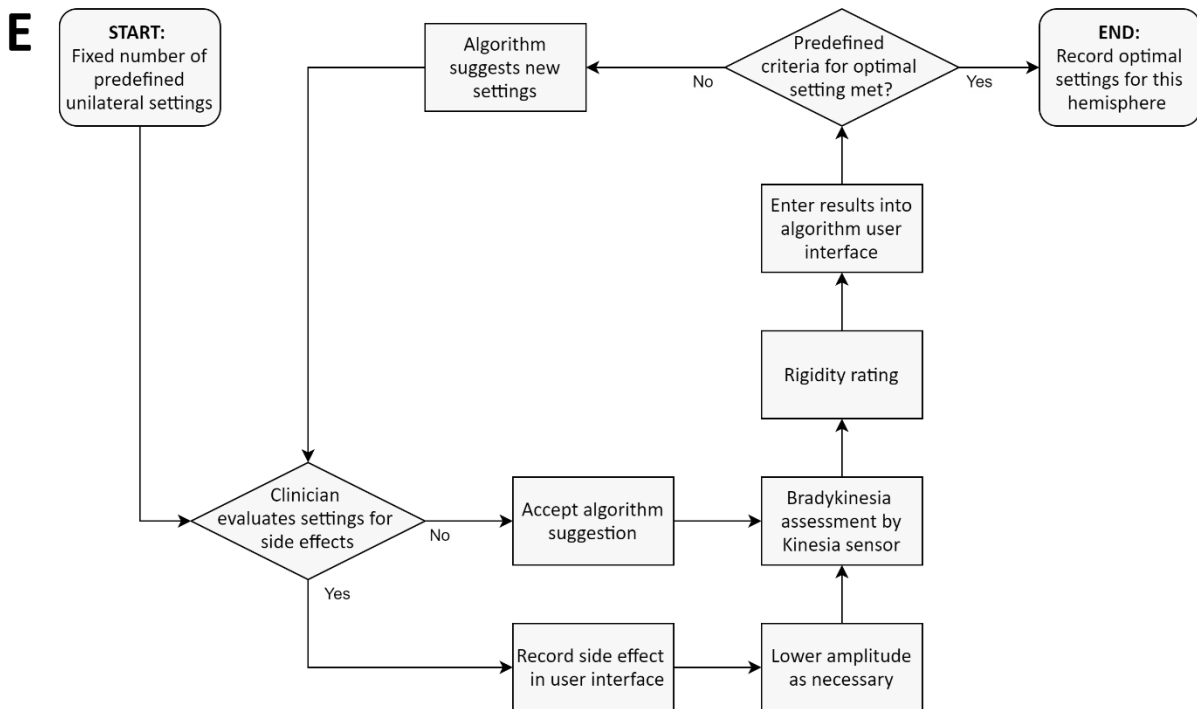 E
START:
Fixed number of
predefined
unilateral settings
Algorithm
suggests new
settings
No
Predefined
criteria for optimal
setting met?
Yes
END:
Record optimal
settings for this
hemisphere
Enter results into
algorithm user
interface
Rigidity rating
Clinician
evaluates settings for
side effects
No
Accept algorithm
suggestion
Bradykinesia
assessment by
Kinesia sensor
Yes
Record side effect
in user interface
Lower amplitude
as necessary